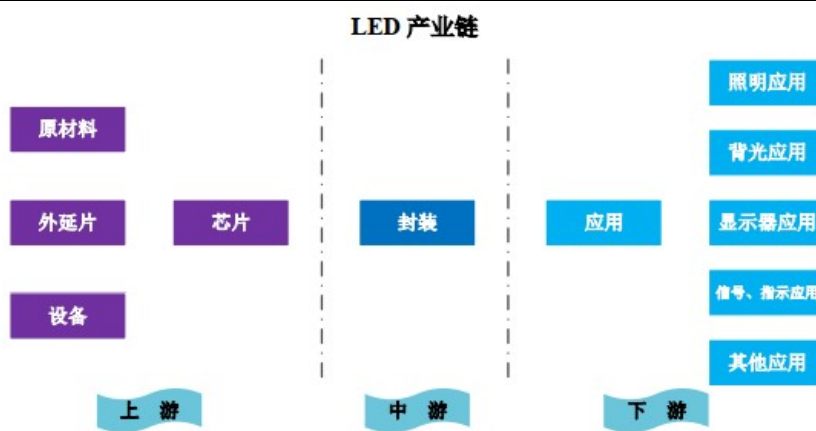 LED 产业链
原材料
外延片
设备
芯片
封装
应用
照明应用
背光应用
显示器应用
信号、指示应用
其他应用
上 游
中 游
下 游